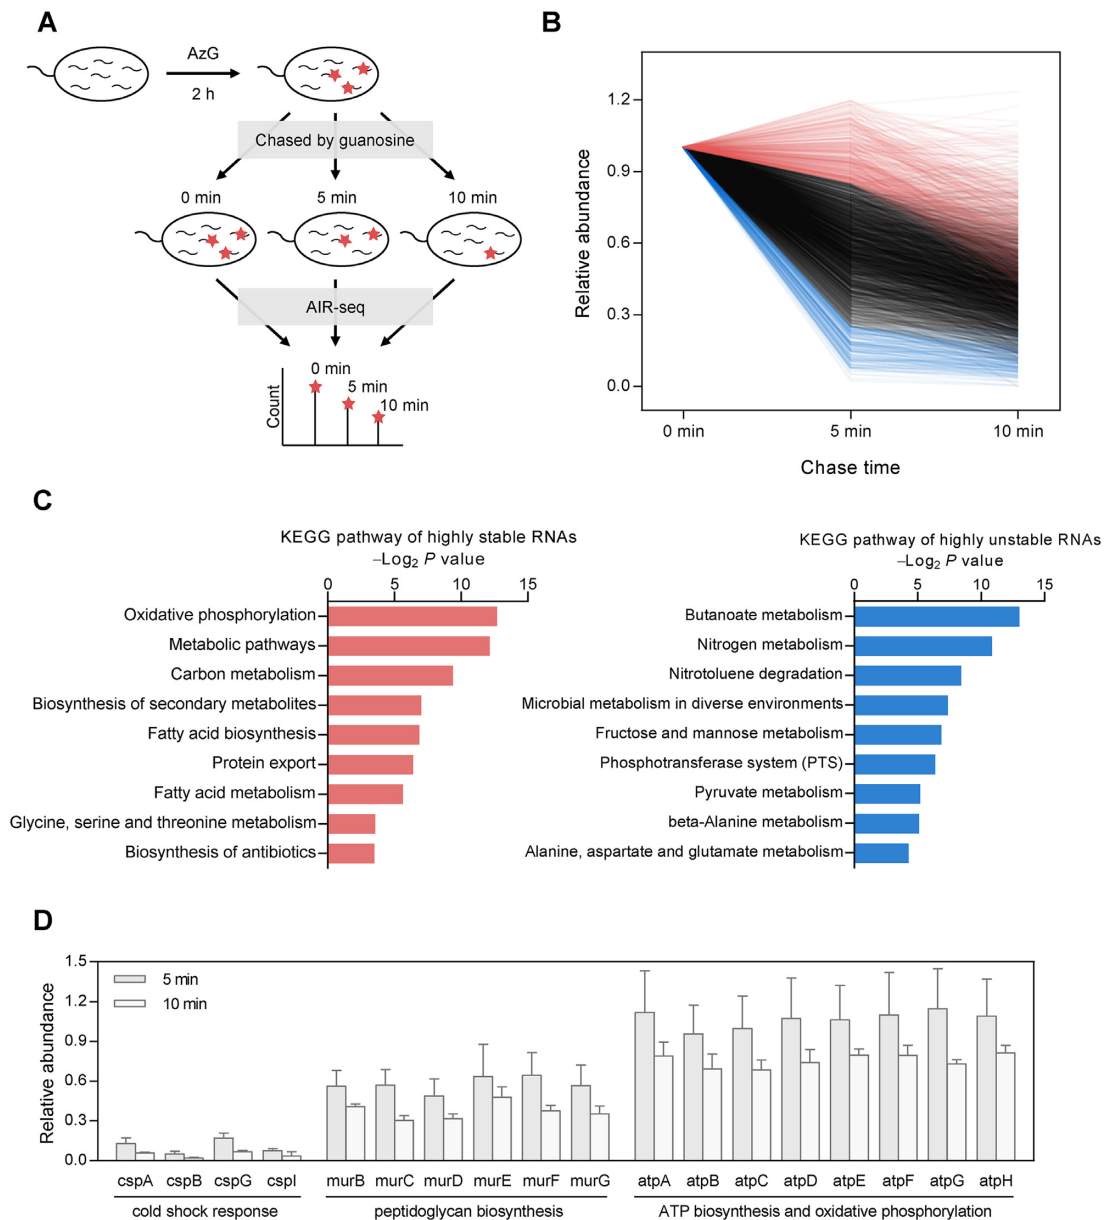 A
AzG
2 h
Chased by guanosine
0 min
5 min
10 min
AIR-seq
0 min
5 min
10 min
Count
B
Relative abundance
1.2
0.9
0.6
0.3
0.0
0 min
5 min
10 min
Chase time
C
KEGG pathway of highly stable RNAs
–Log2 P value
0
5
10
15
Oxidative phosphorylation
Metabolic pathways
Carbon metabolism
Biosynthesis of secondary metabolites
Fatty acid biosynthesis
Protein export
Fatty acid metabolism
Glycine, serine and threonine metabolism
Biosynthesis of antibiotics
KEGG pathway of highly unstable RNAs
–Log2 P value
0
5
10
15
Butanoate metabolism
Nitrogen metabolism
Nitrotoluene degradation
Microbial metabolism in diverse environments
Fructose and mannose metabolism
Phosphotransferase system (PTS)
Pyruvate metabolism
beta-Alanine metabolism
Alanine, aspartate and glutamate metabolism
D
Relative abundance
1.5
1.2
0.9
0.6
0.3
0.0
5 min
10 min
cspA cspB cspG cspI murB murC murD murE murF murG atpA atpB atpC atpD atpE atpF atpG atpH
cold shock response
peptidoglycan biosynthesis
ATP biosynthesis and oxidative phosphorylation